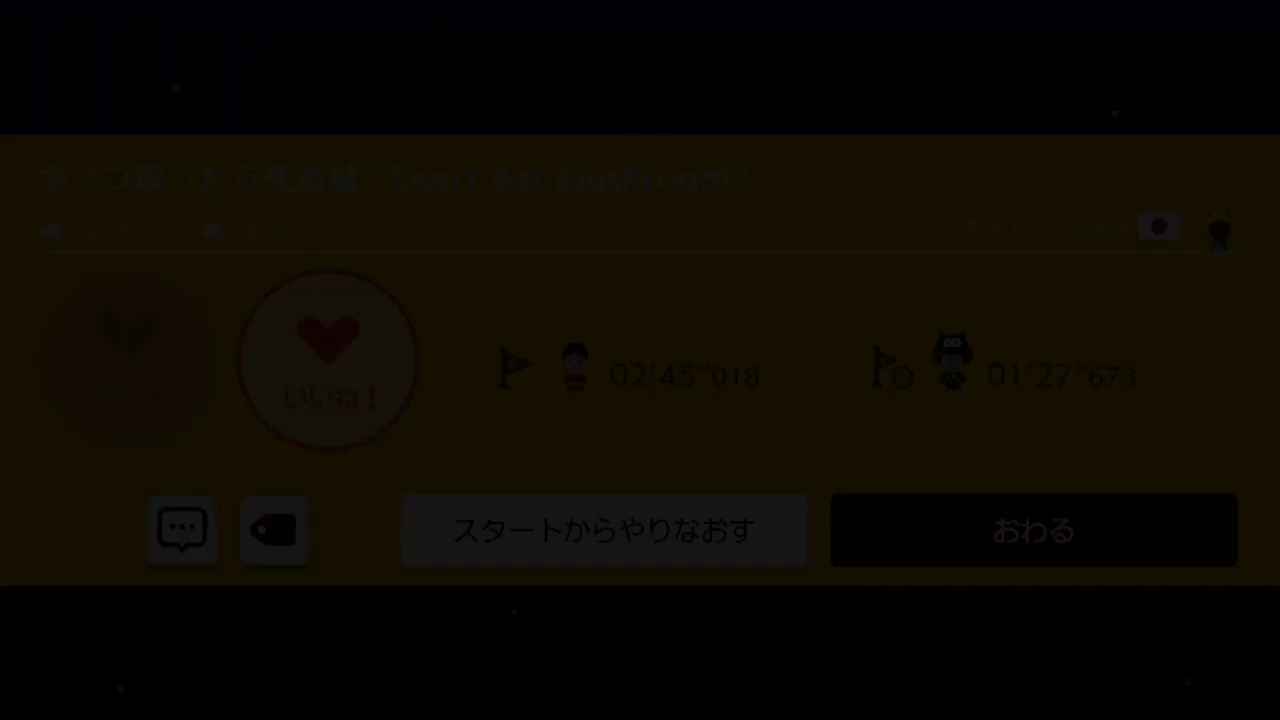 キノコ取ったら死ぬ城 Don't eat mushroom！
いいね！
02'45"018
01'27"673
スタートからやりなおす
おわる